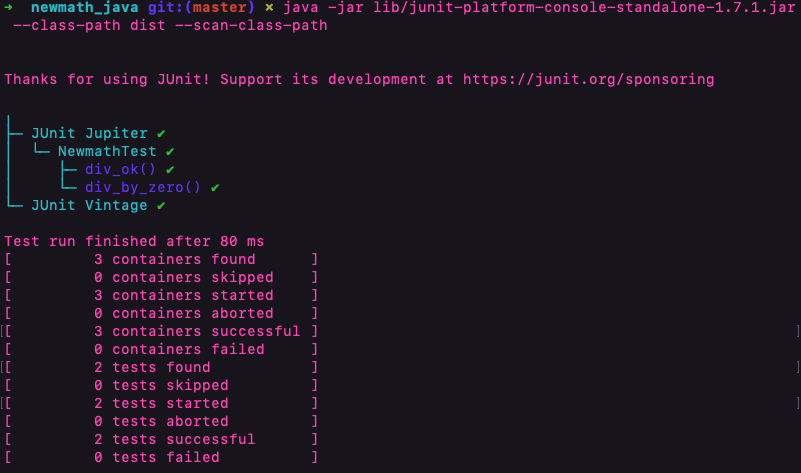 ➜  newmath_java git:(master) ✗ java -jar lib/junit-platform-console-standalone-1.7.1.jar
 --class-path dist --scan-class-path
Thanks for using JUnit! Support its development at https://junit.org/sponsoring
╷
├─ JUnit Jupiter ✔
│  └─ NewmathTest ✔
│     ├─ div_ok() ✔
│     └─ div_by_zero() ✔
└─ JUnit Vintage ✔
Test run finished after 80 ms
[         3 containers found      ]
[         0 containers skipped    ]
[         3 containers started    ]
[         0 containers aborted    ]
[         3 containers successful ]
[         0 containers failed     ]
[         2 tests found           ]
[         0 tests skipped         ]
[         2 tests started         ]
[         0 tests aborted         ]
[         2 tests successful      ]
[         0 tests failed          ]